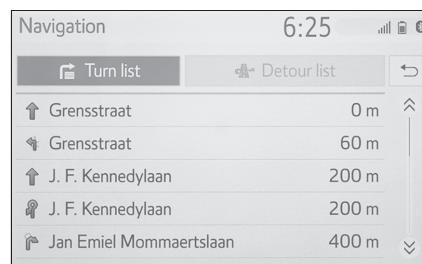 Navigation 6:25
Turn list Detour list
Grensstraat 0 m
Grensstraat 60 m
J. F. Kennedylaan 200 m
J. F. Kennedylaan 200 m
Jan Emiel Mommaertslaan 400 m